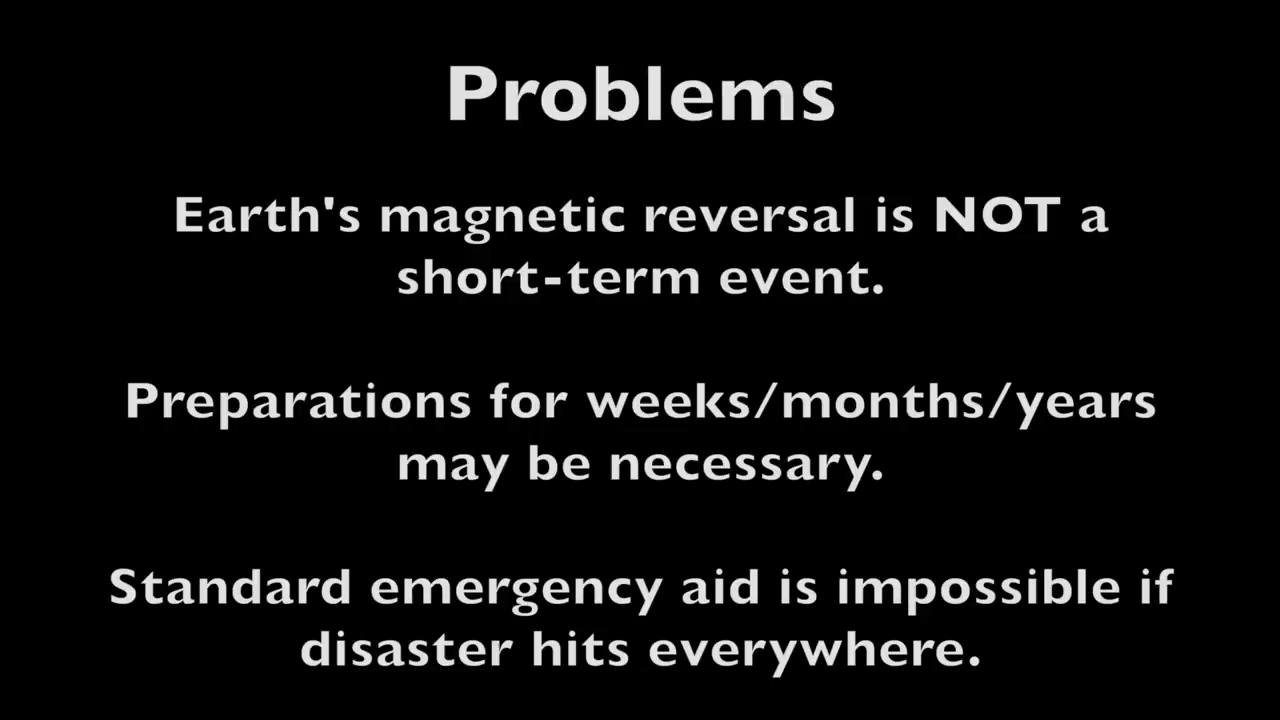 Problems
Earth's magnetic reversal is NOT a
short-term event.
Preparations for weeks/months/years
may be necessary.
Standard emergency aid is impossible if
disaster hits everywhere.